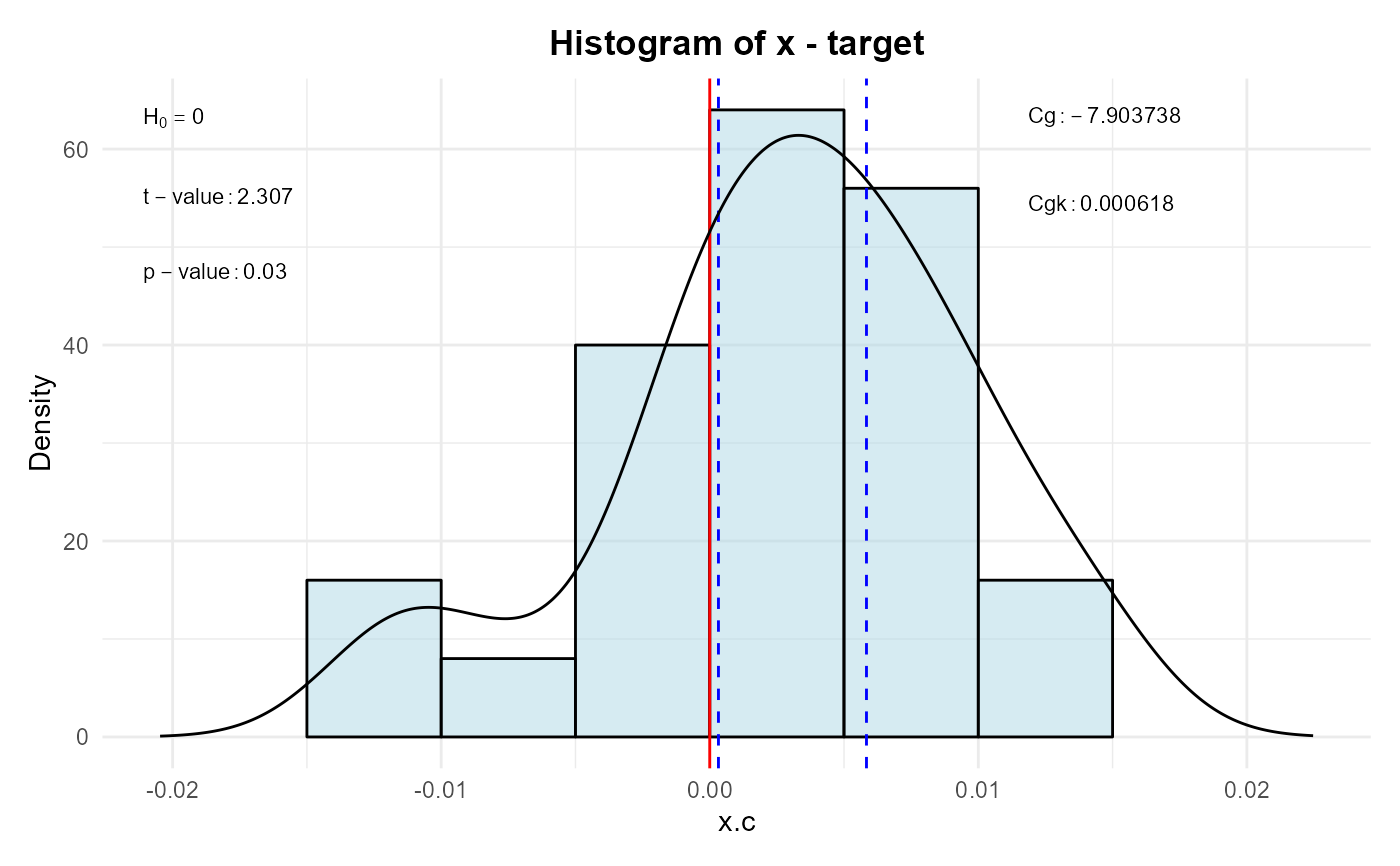 Histogram of x - target
H₀ = 0
t − value : 2.307
p − value : 0.03
Cg : − 7.903738
Cgk : 0.000618
Density
60
40
20
0
-0.02
-0.01
0.00
0.01
0.02
x.c